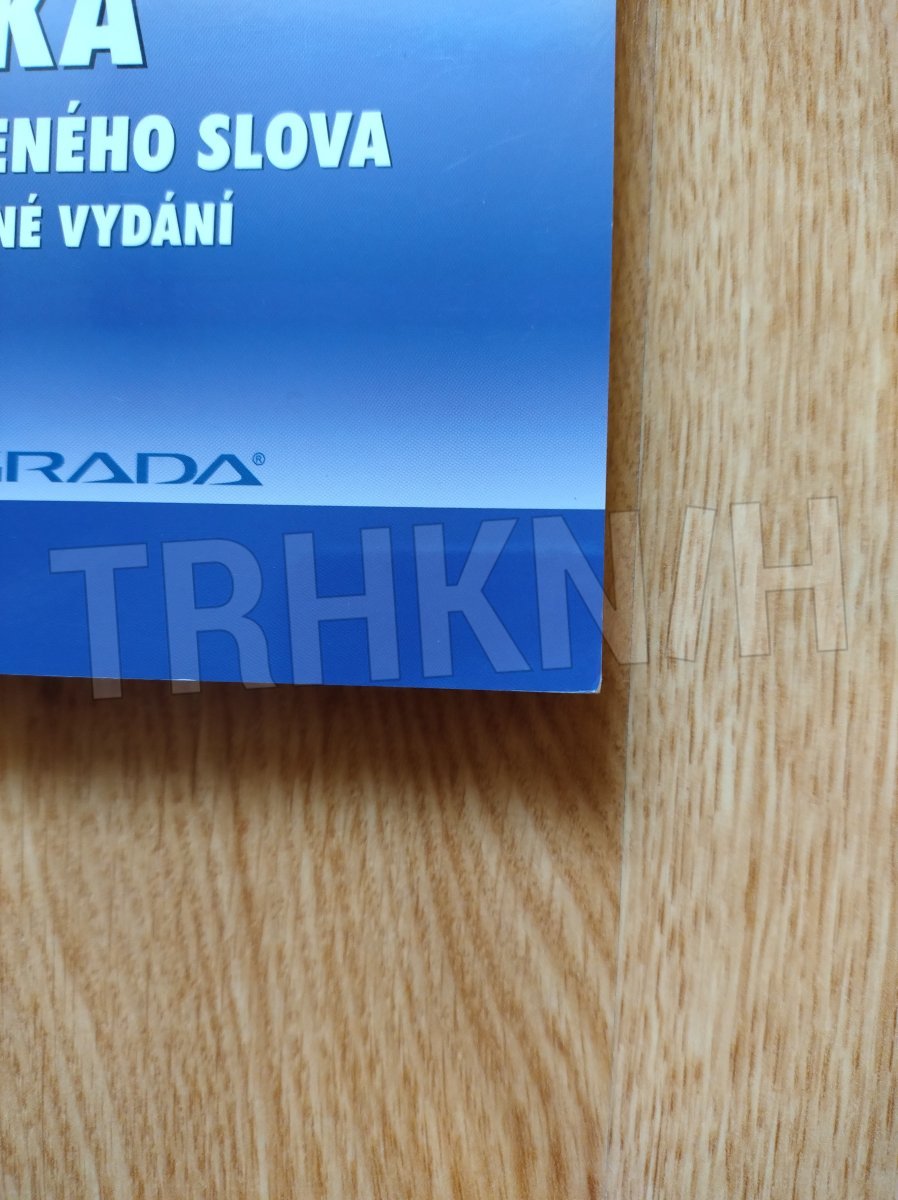 KA
ENÉHO SLOVA
NÉ VYDÁNÍ
GRADA®
TRHKNIH